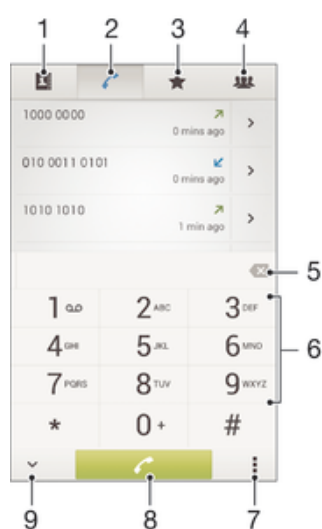 1 2 3 4
1000 0000
0 mins ago
010 0011 0101
0 mins ago
1010 1010
1 min ago
5
1 2 ABC 3 DEF
4 GHI 5 JKL 6 MNO
6
7 PQRS 8 TUV 9 WXYZ
* 0 + #
9 8 7